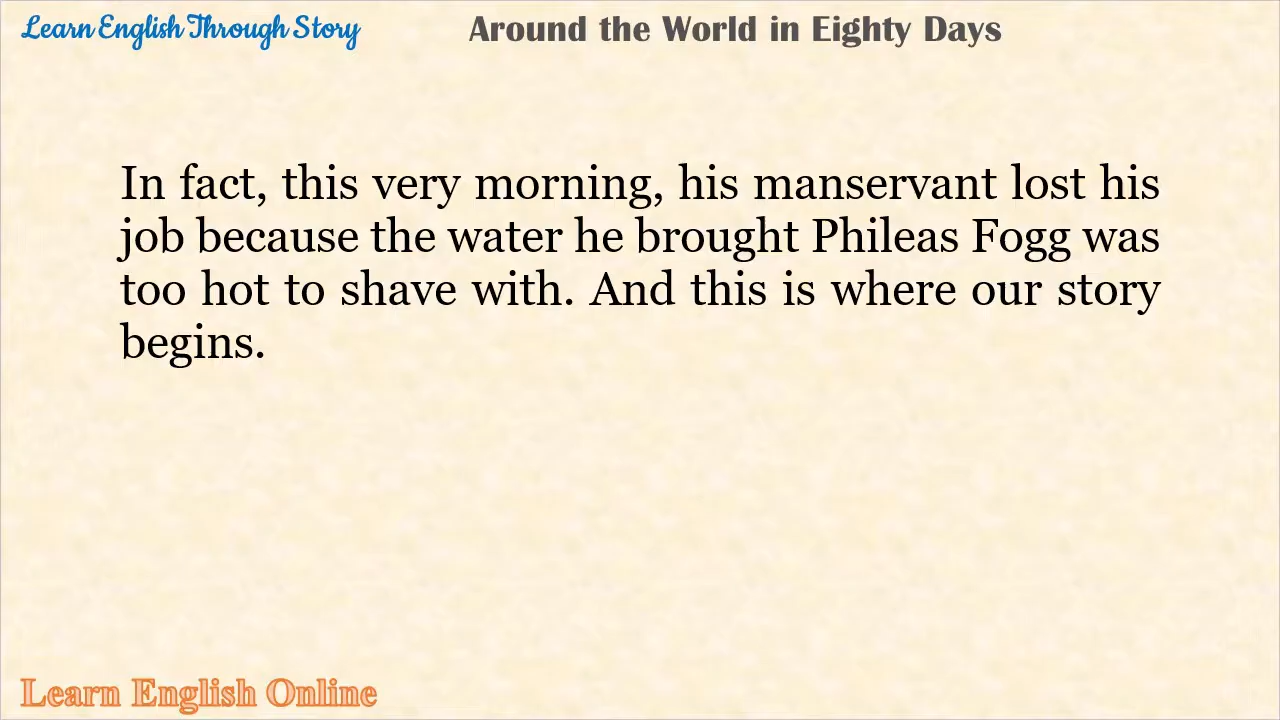 Learn English Through Story
Around the World in Eighty Days
In fact, this very morning, his manservant lost his
job because the water he brought Phileas Fogg was
too hot to shave with. And this is where our story
begins.
Learn English Online